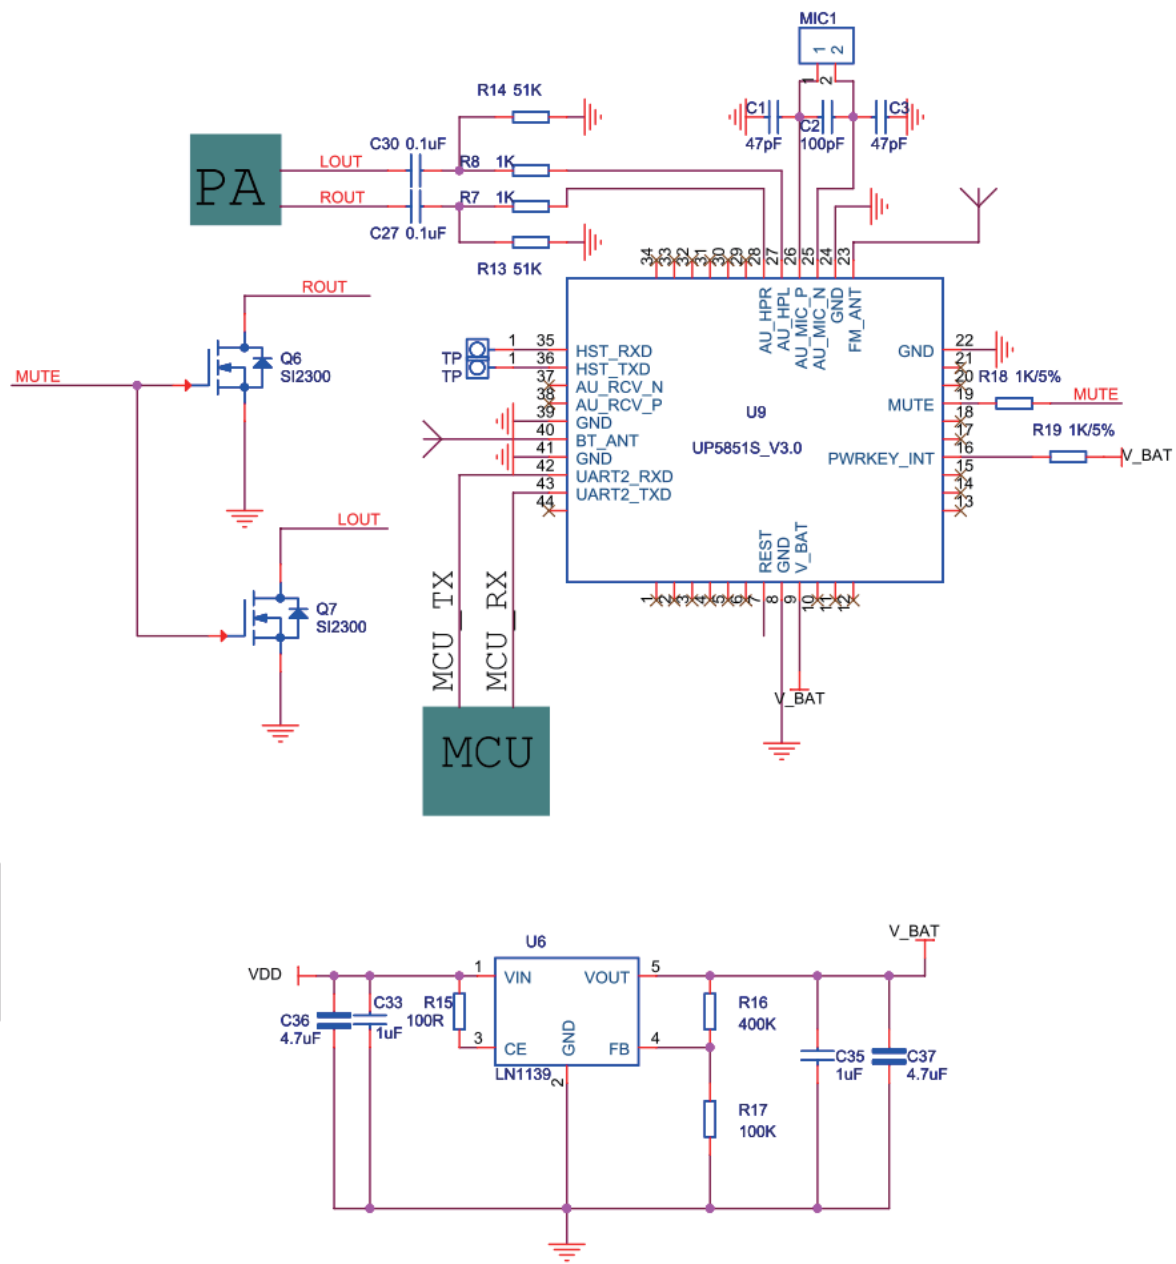 MIC1
1 2
1 2
R14 51K
C1 C3
C2
47pF 100pF 47pF
C30 0.1uF
LOUT
R8 1K
PA
ROUT
R7 1K
C27 0.1uF
R13 51K
34 33 32 31 30 29 28 27 26 25 24 23
ROUT
AU_HPR
AU_HPL
AU_MIC_P
AU_MIC_N
GND
FM_ANT
TP 1 35 HST_RXD
TP 1 36 HST_TXD
37 AU_RCV_N
38 AU_RCV_P
39 GND
40 BT_ANT
41 GND
42 UART2_RXD
43 UART2_TXD
44
GND 22
21
20
R18 1K/5%
MUTE 19 MUTE
18
17
R19 1K/5%
PWRKEY_INT 16 V_BAT
15
14
13
U9
UP5851S_V3.0
Q6
SI2300
MUTE
LOUT
Q7
SI2300
REST
GND
V_BAT
1 2 3 4 5 6 7 8 9 10 11 12
MCU_TX
MCU_RX
V_BAT
MCU
U6
V_BAT
VDD
1 VIN
VOUT 5
C36
4.7uF
C33
1uF
R15
100R
3 CE
GND
FB 4
LN1139
2
R16
400K
C35
1uF
C37
4.7uF
R17
100K